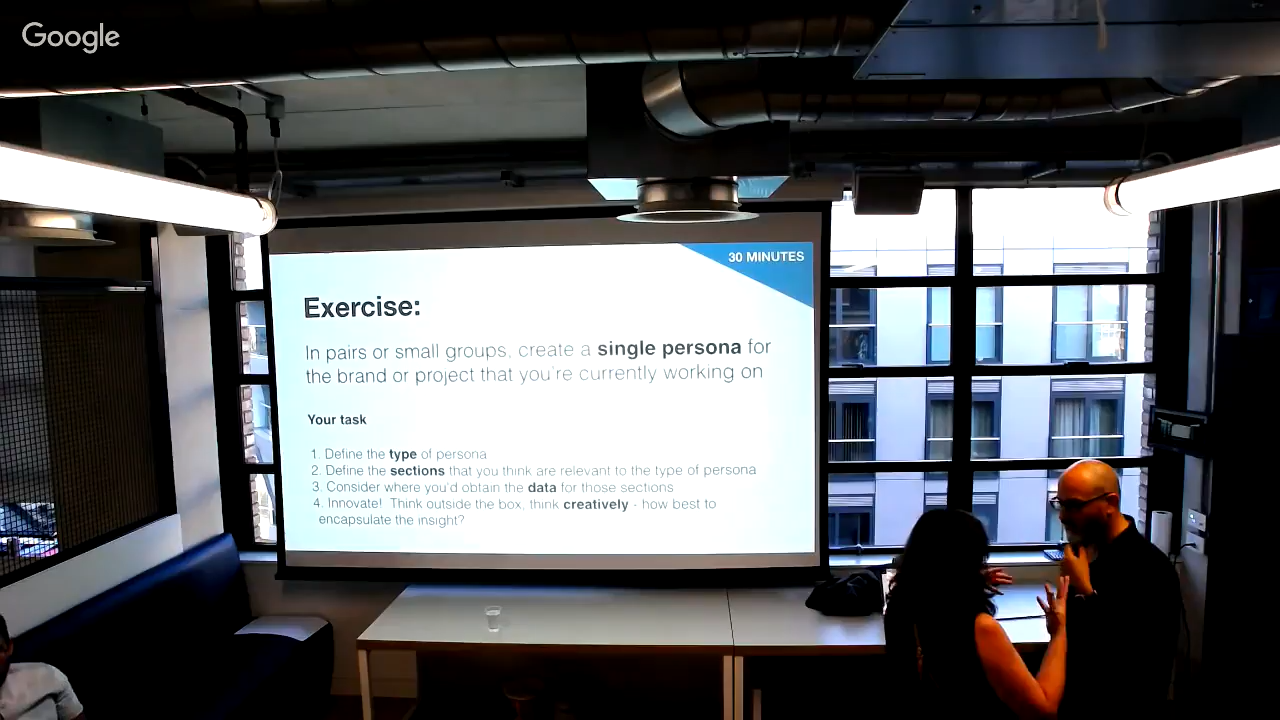 Google
30 MINUTES
Exercise:
In pairs or small groups, create a single persona for
the brand or project that you're currently working on
Your task
1. Define the type of persona
2. Define the sections that you think are relevant to the type of persona
3. Consider where you'd obtain the data for those sections
4. Innovate! Think outside the box, think creatively - how best to
encapsulate the insight?